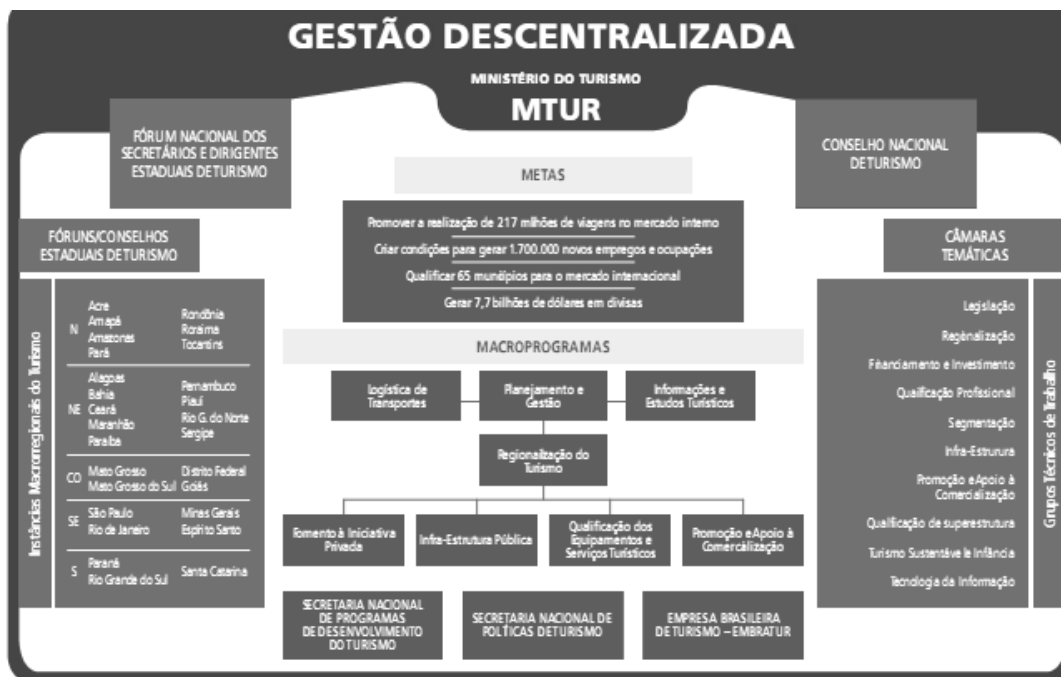 GESTÃO DESCENTRALIZADA
MINISTÉRIO DO TURISMO
MTUR
FÓRUM NACIONAL DOS
SECRETÁRIOS E DIRIGENTES
ESTADUAIS DE TURISMO
CONSELHO NACIONAL
DE TURISMO
METAS
Promover a realização de 217 milhões de viagens no mercado interno
Criar condições para gerar 1.700.000 novos empregos e ocupações
Qualificar 65 municípios para o mercado internacional
Gerar 7,7 bilhões de dólares em divisas
FÓRUNS/CONSELHOS
ESTADUAIS DE TURISMO
Instâncias Macrorregionais do Turismo
N
Acre
Amapá
Amazonas
Pará
Rondônia
Roraima
Tocantins
NE
Alagoas
Bahia
Ceará
Maranhão
Paraíba
Pernambuco
Piauí
Rio G. do Norte
Sergipe
CO
Mato Grosso
Mato Grosso do Sul
Distrito Federal
Goiás
SE
São Paulo
Rio de Janeiro
Minas Gerais
Espírito Santo
S
Paraná
Rio Grande do Sul
Santa Catarina
MACROPROGRAMAS
Logística de
Transportes
Planejamento e
Gestão
Informações e
Estudos Turísticos
Regionalização do
Turismo
Fomento à Iniciativa
Privada
Infra-Estrutura Pública
Qualificação dos
Equipamentos e
Serviços Turísticos
Promoção e Apoio à
Comercialização
SECRETARIA NACIONAL
DE PROGRAMAS
DE DESENVOLVIMENTO
DO TURISMO
SECRETARIA NACIONAL DE
POLÍTICAS DE TURISMO
EMPRESA BRASILEIRA
DE TURISMO – EMBRATUR
CÂMARAS
TEMÁTICAS
Legislação
Regionalização
Financiamento e Investimento
Qualificação Profissional
Segmentação
Infra-Estrurura
Promoção e Apoio à
Comercialização
Qualificação de superestrutura
Turismo Sustentável e Infância
Tecnologia da Informação
Grupos Técnicos de Trabalho